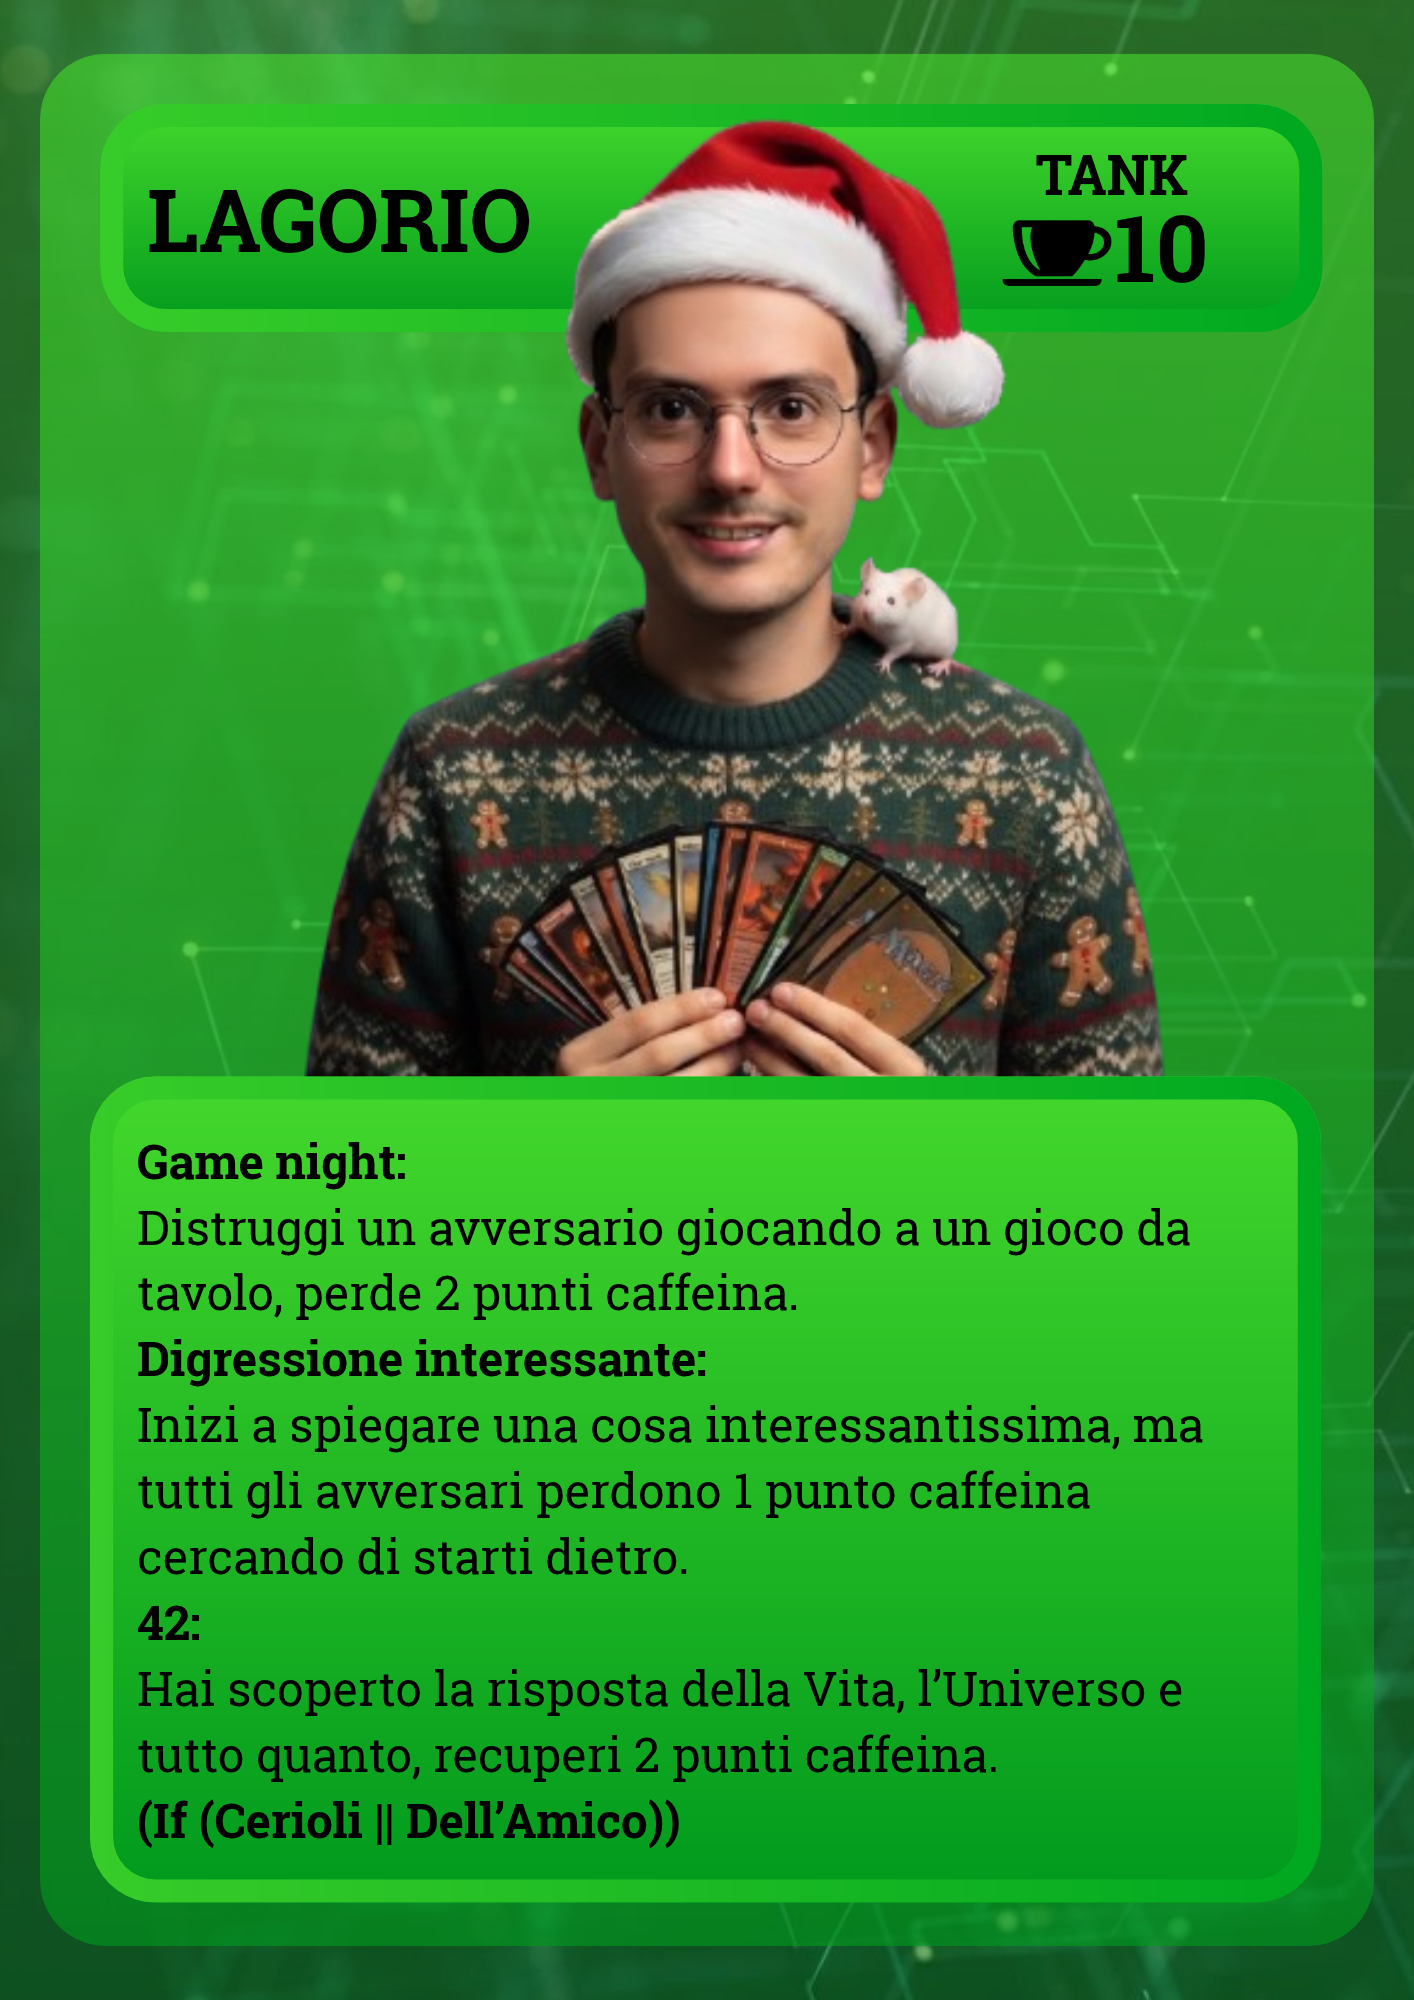 LAGORIO
TANK
10
Magic
Game night:
Distruggi un avversario giocando a un gioco da
tavolo, perde 2 punti caffeina.
Digressione interessante:
Inizi a spiegare una cosa interessantissima, ma
tutti gli avversari perdono 1 punto caffeina
cercando di starti dietro.
42:
Hai scoperto la risposta della Vita, l’Universo e
tutto quanto, recuperi 2 punti caffeina.
(If (Cerioli || Dell’Amico))